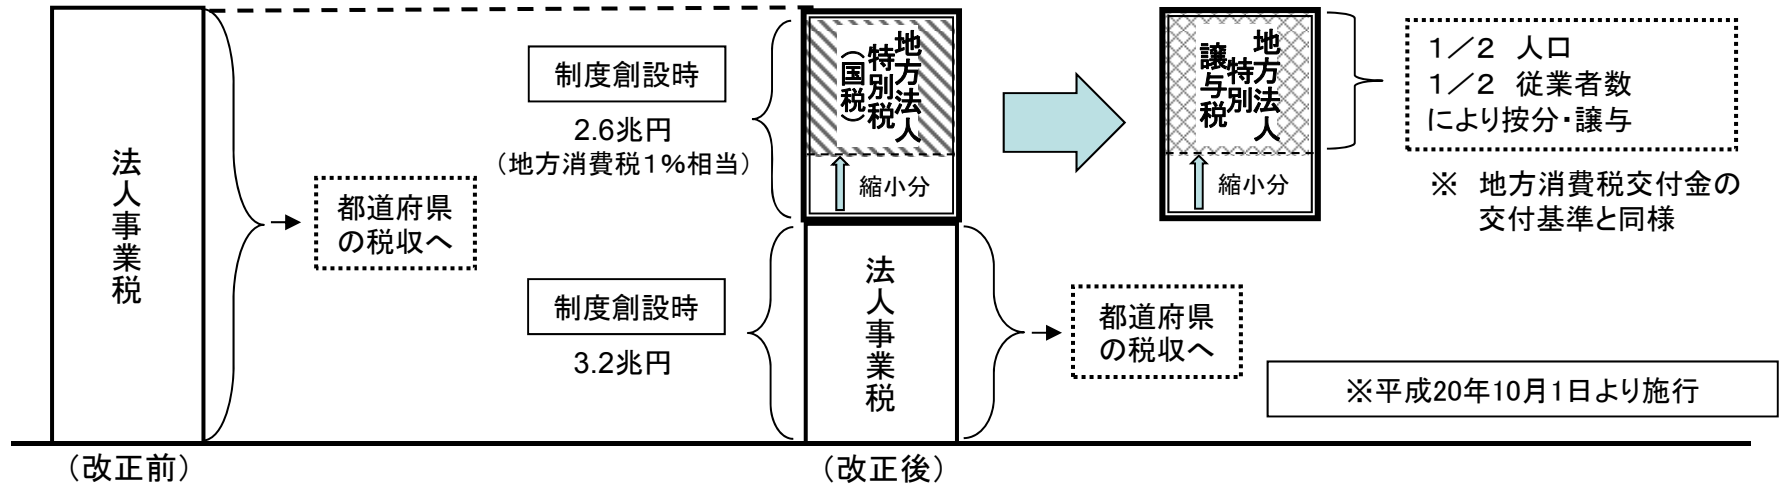 法人事業税
都道府県
の税収へ
（改正前）
制度創設時
2.6兆円
（地方消費税１％相当）
地方法人
特別税
（国税）
縮小分
制度創設時
3.2兆円
法人事業税
都道府県
の税収へ
（改正後）
地方法人
特別
譲与税
縮小分
１／２　人口
１／２　従業者数
により按分・譲与
※　地方消費税交付金の
交付基準と同様
※平成20年10月1日より施行